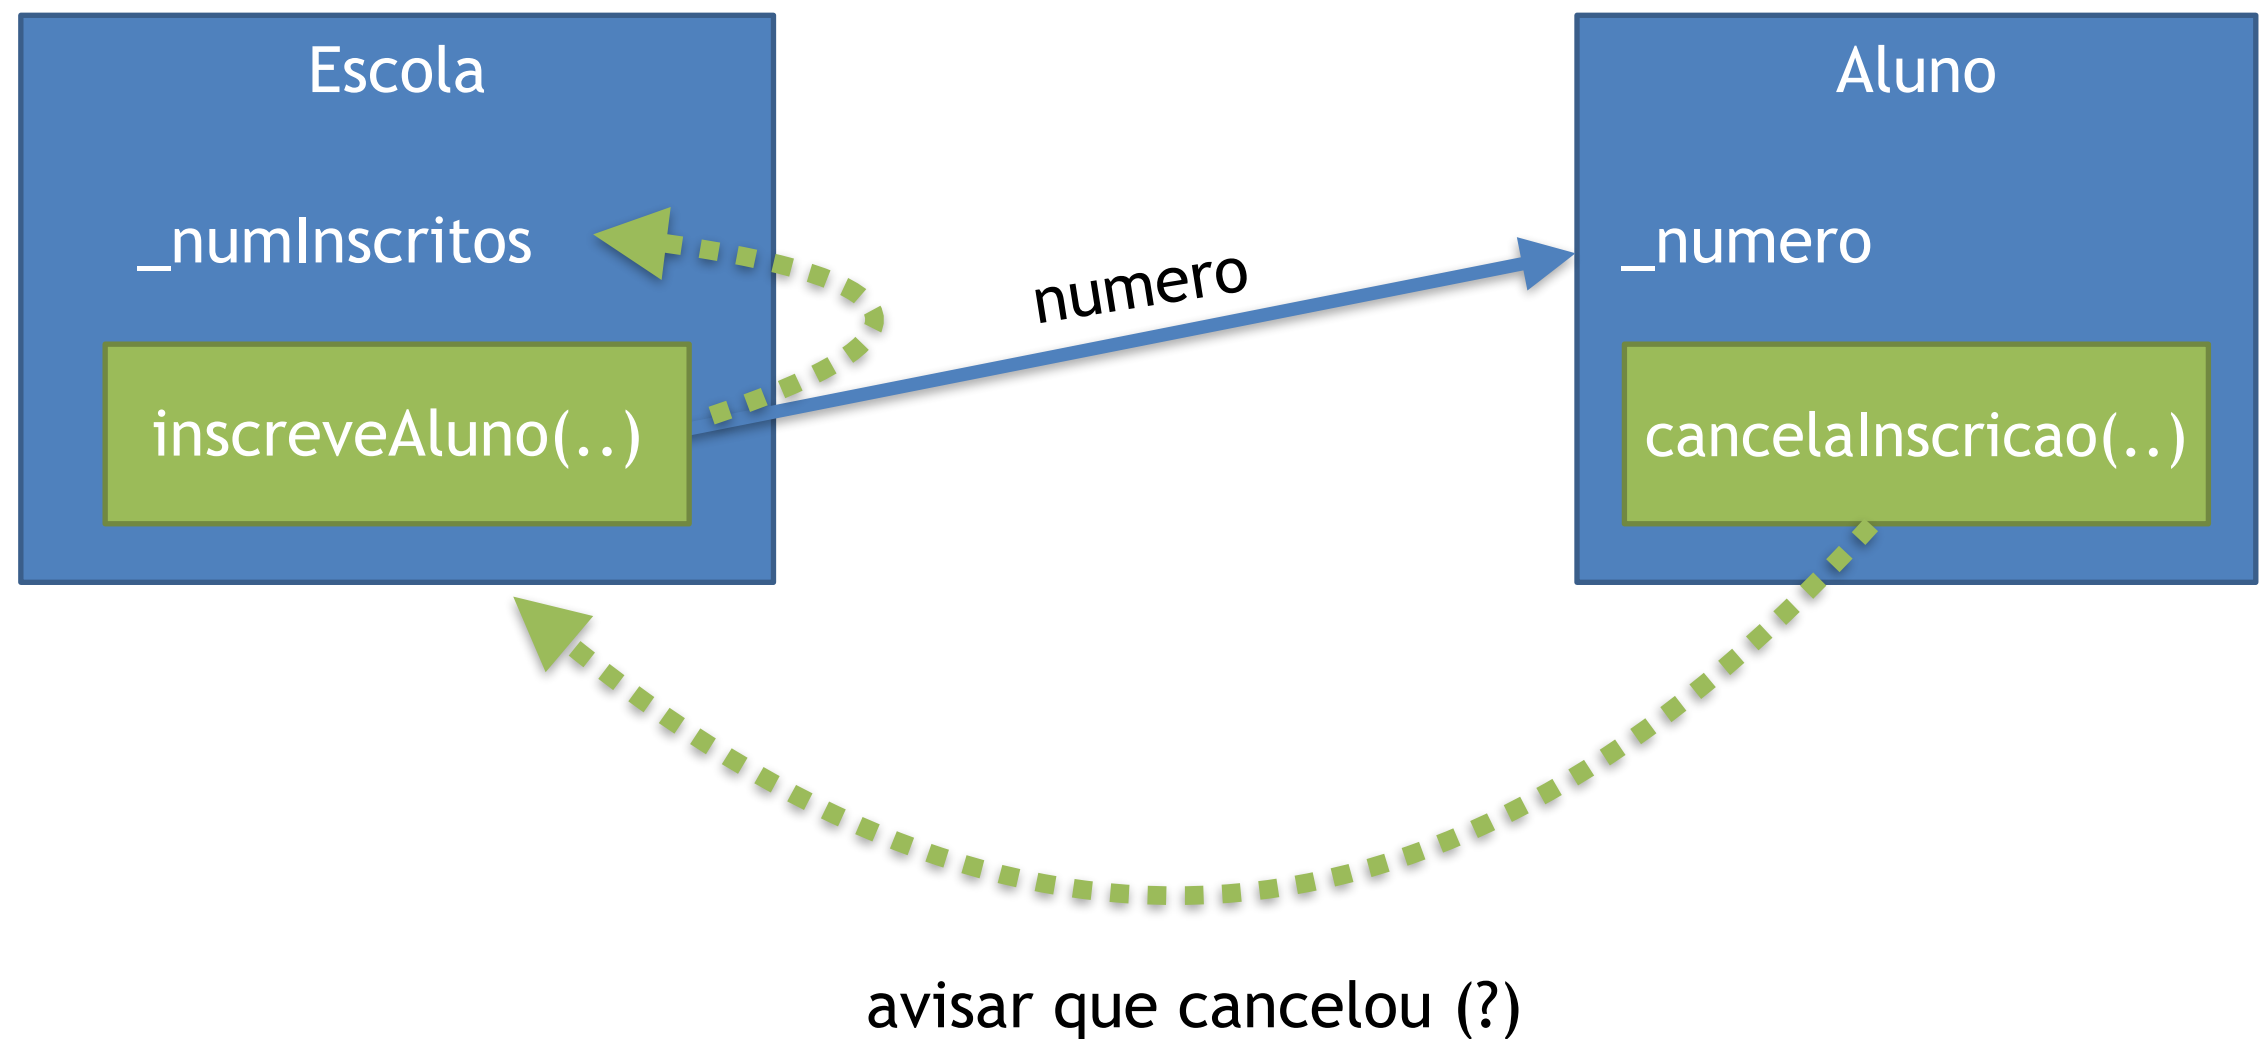 Escola
_numInscritos
inscreveAluno(..)
numero
Aluno
_numero
cancelaInscricao(..)
avisar que cancelou (?)